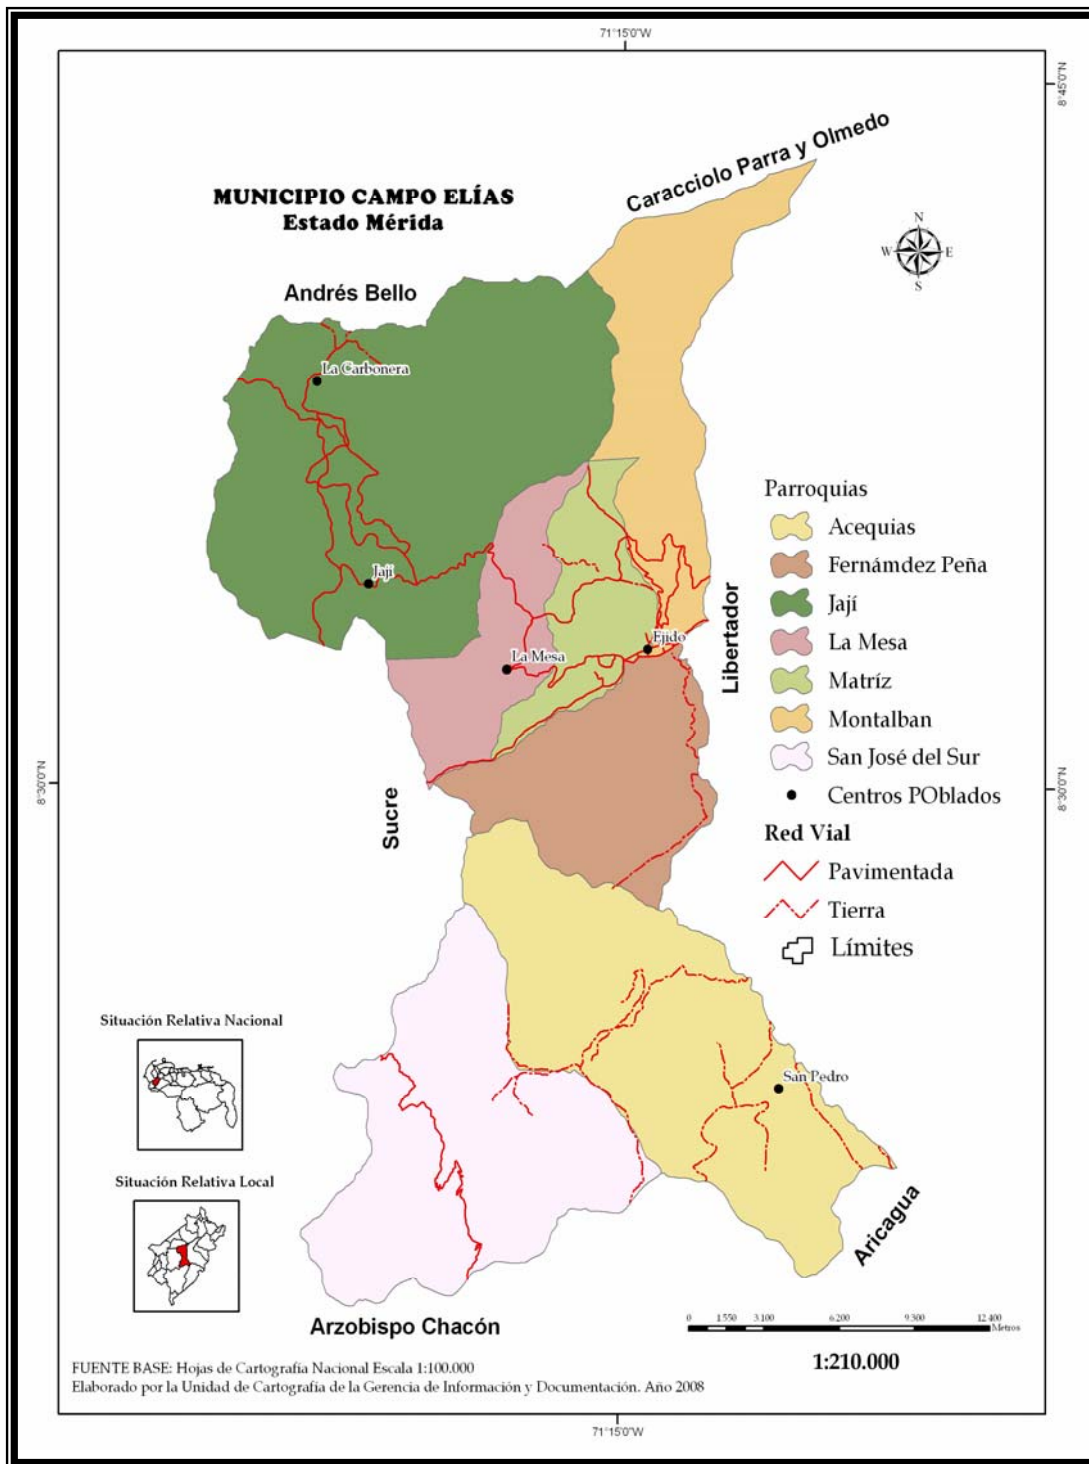 71°15'0"W
8°45'0"N
Caracciolo Parra y Olmedo
MUNICIPIO CAMPO ELÍAS
Estado Mérida
N
W
E
S
Andrés Bello
La Carbonera
Jají
La Mesa
Ejido
Libertador
Parroquias
Acequias
Fernámdez Peña
Jají
La Mesa
Matríz
Montalban
San José del Sur
Centros POblados
Red Vial
Pavimentada
Tierra
Límites
8°30'0"N
8°30'0"N
Sucre
San Pedro
Situación Relativa Nacional
Situación Relativa Local
Aricagua
Arzobispo Chacón
0 1.550 3.100 6.200 9.300 12.400
Metros
1:210.000
FUENTE BASE: Hojas de Cartografía Nacional Escala 1:100.000
Elaborado por la Unidad de Cartografía de la Gerencia de Información y Documentación. Año 2008
71°15'0"W